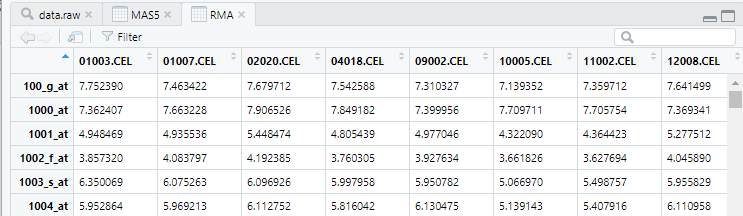 data.raw MAS5 RMA
Filter
01003.CEL 01007.CEL 02020.CEL 04018.CEL 09002.CEL 10005.CEL 11002.CEL 12008.CEL
100_g_at 7.752390 7.463422 7.679712 7.542588 7.310327 7.139352 7.359712 7.641499
1000_at 7.362407 7.663228 7.906526 7.849182 7.399956 7.709711 7.705754 7.369341
1001_at 4.948469 4.935536 5.448474 4.805439 4.977046 4.322090 4.364423 5.277512
1002_f_at 3.857320 4.083797 4.192385 3.760305 3.927634 3.661826 3.627694 4.045890
1003_s_at 6.350069 6.075263 6.096926 5.997958 5.950782 5.066970 5.498757 5.955829
1004_at 5.952864 5.969213 6.112752 5.816042 6.130475 5.139143 5.407916 6.110958